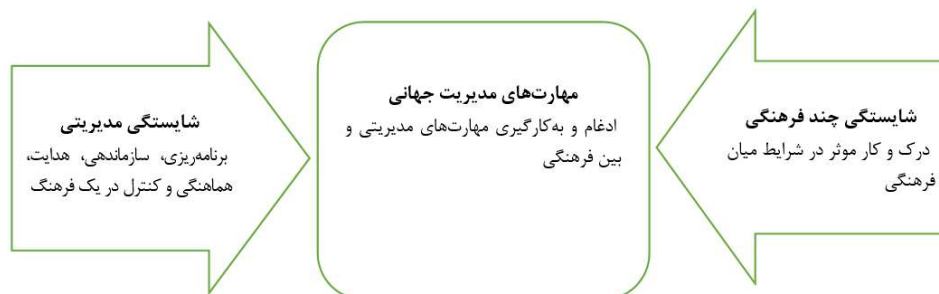 شایستگی چند فرهنگی
درک و کار موثر در شرایط میان
فرهنگی
مهارت‌های مدیریت جهانی
ادغام و به‌کارگیری مهارت‌های مدیریتی و
بین فرهنگی
شایستگی مدیریتی
برنامه‌ریزی، سازماندهی، هدایت،
هماهنگی و کنترل در یک فرهنگ